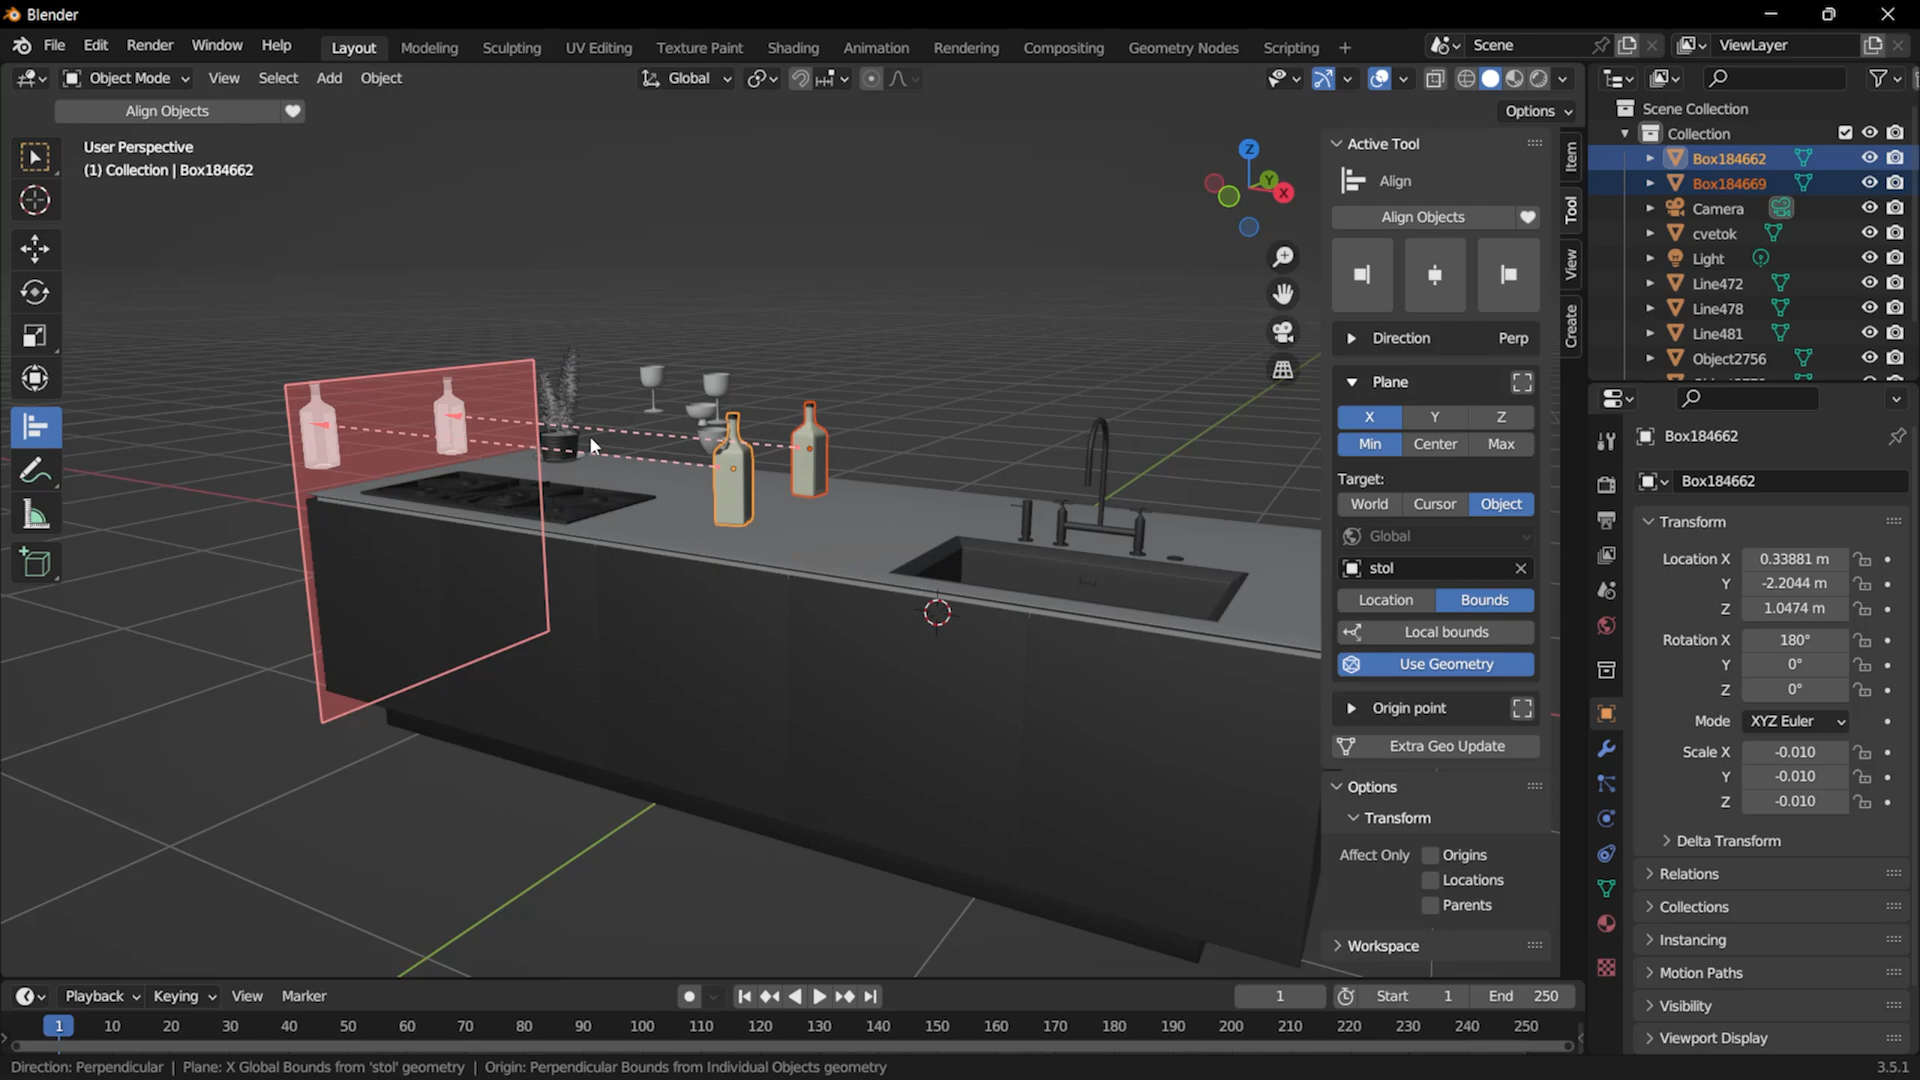 Blender
File Edit Render Window Help
Layout Modeling Sculpting UV Editing Texture Paint Shading Animation Rendering Compositing Geometry Nodes Scripting +
Scene
ViewLayer
Object Mode View Select Add Object
Global
Align Objects
Options
User Perspective
(1) Collection | Box184662
Z
Y
X
Item
Tool
View
Create
Active Tool
Align
Align Objects
Direction Perp
Plane
X Y Z
Min Center Max
Target:
World Cursor Object
Global
stol
Location Bounds
Local bounds
Use Geometry
Origin point
Extra Geo Update
Options
Transform
Affect Only Origins
Locations
Parents
Workspace
Scene Collection
Collection
Box184662
Box184669
Camera
cvetok
Light
Line472
Line478
Line481
Object2756
Box184662
Box184662
Transform
Location X 0.33881 m
Y -2.2044 m
Z 1.0474 m
Rotation X 180°
Y 0°
Z 0°
Mode XYZ Euler
Scale X -0.010
Y -0.010
Z -0.010
Delta Transform
Relations
Collections
Instancing
Motion Paths
Visibility
Viewport Display
Playback Keying View Marker
1 Start 1 End 250
1 10 20 30 40 50 60 70 80 90 100 110 120 130 140 150 160 170 180 190 200 210 220 230 240 250
Direction: Perpendicular | Plane: X Global Bounds from 'stol' geometry | Origin: Perpendicular Bounds from Individual Objects geometry
3.5.1